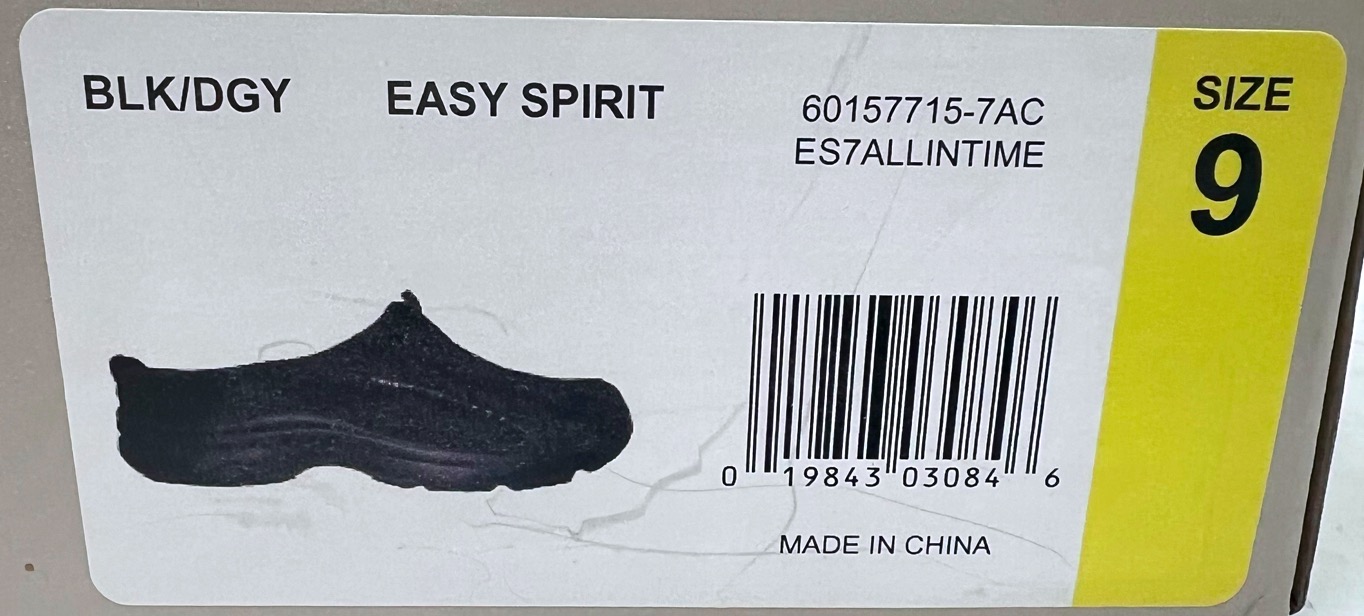 BLK/DGY EASY SPIRIT
60157715-7AC
ES7ALLINTIME
SIZE
9
0 19843 03084 6
MADE IN CHINA